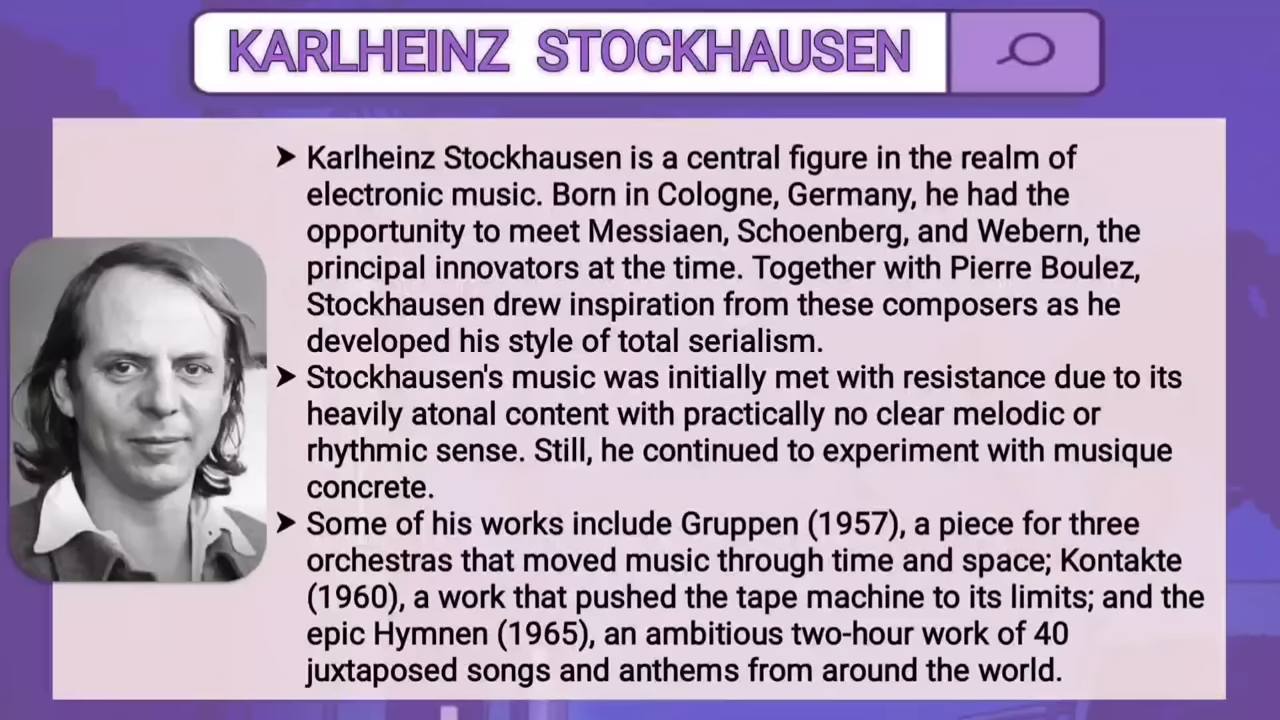 KARLHEINZ STOCKHAUSEN
➤ Karlheinz Stockhausen is a central figure in the realm of
electronic music. Born in Cologne, Germany, he had the
opportunity to meet Messiaen, Schoenberg, and Webern, the
principal innovators at the time. Together with Pierre Boulez,
Stockhausen drew inspiration from these composers as he
developed his style of total serialism.
➤ Stockhausen's music was initially met with resistance due to its
heavily atonal content with practically no clear melodic or
rhythmic sense. Still, he continued to experiment with musique
concrete.
➤ Some of his works include Gruppen (1957), a piece for three
orchestras that moved music through time and space; Kontakte
(1960), a work that pushed the tape machine to its limits; and the
epic Hymnen (1965), an ambitious two-hour work of 40
juxtaposed songs and anthems from around the world.